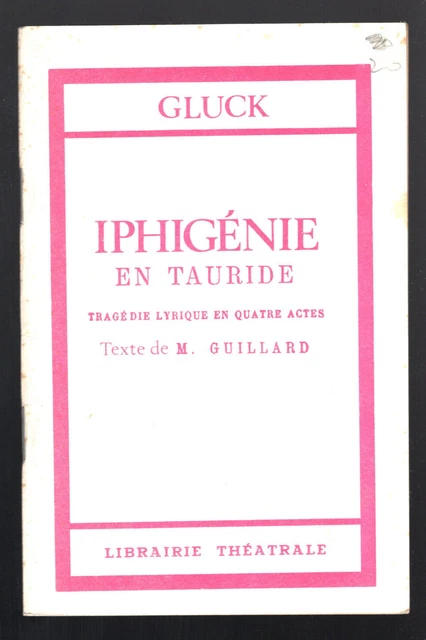 GLUCK
IPHIGÉNIE
EN TAURIDE
TRAGÉDIE LYRIQUE EN QUATRE ACTES
Texte de M. GUILLARD
LIBRAIRIE THÉATRALE